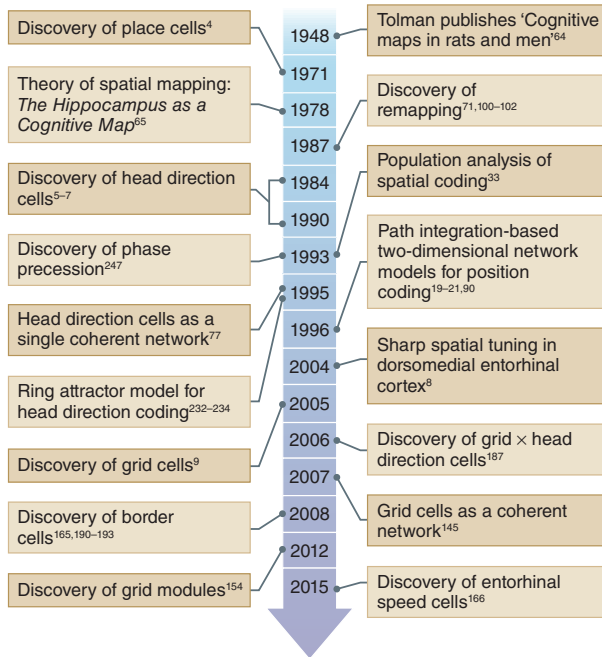 Discovery of place cells4
Theory of spatial mapping:
The Hippocampus as a
Cognitive Map65
Discovery of head direction
cells5–7
Discovery of phase
precession247
Head direction cells as a
single coherent network77
Ring attractor model for
head direction coding232–234
Discovery of grid cells9
Discovery of border
cells165,190–193
Discovery of grid modules154
1948
1971
1978
1987
1984
1990
1993
1995
1996
2004
2005
2006
2007
2008
2012
2015
Tolman publishes ‘Cognitive
maps in rats and men’64
Discovery of
remapping71,100–102
Population analysis of
spatial coding33
Path integration-based
two-dimensional network
models for position
coding19–21,90
Sharp spatial tuning in
dorsomedial entorhinal
cortex8
Discovery of grid × head
direction cells187
Grid cells as a coherent
network145
Discovery of entorhinal
speed cells166